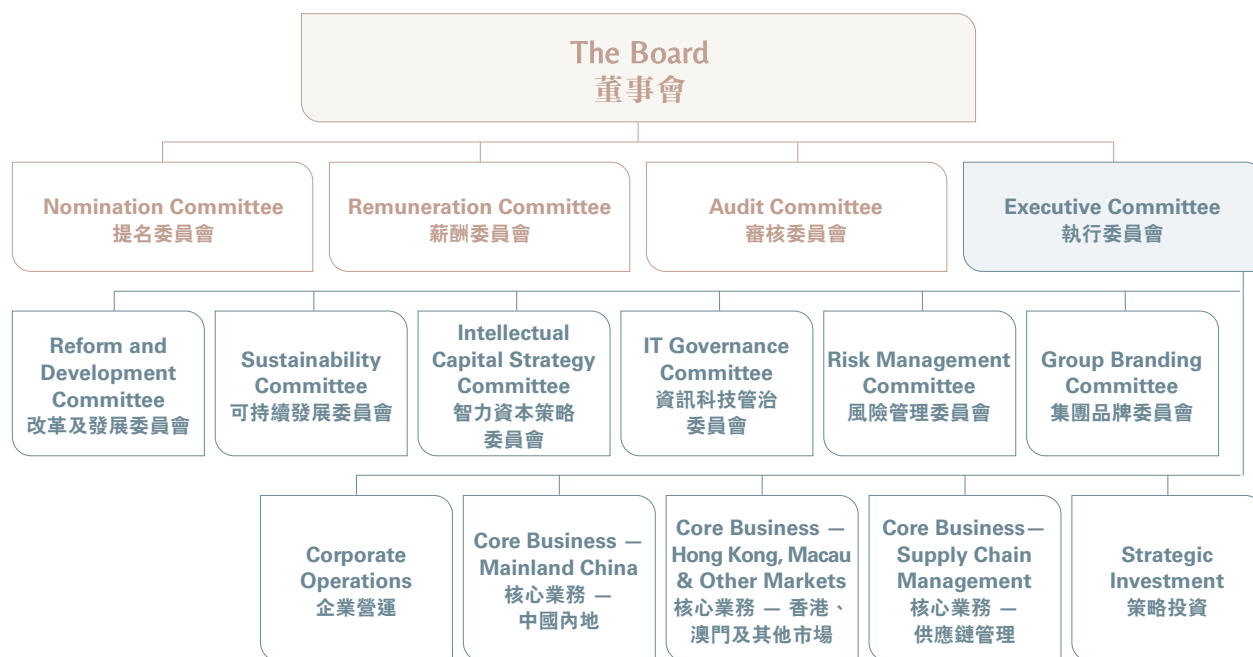 The Board
董事會
Nomination Committee
提名委員會
Remuneration Committee
薪酬委員會
Audit Committee
審核委員會
Executive Committee
執行委員會
Reform and
Development
Committee
改革及發展委員會
Sustainability
Committee
可持續發展委員會
Intellectual
Capital Strategy
Committee
智力資本策略
委員會
IT Governance
Committee
資訊科技管治
委員會
Risk Management
Committee
風險管理委員會
Group Branding
Committee
集團品牌委員會
Corporate
Operations
企業營運
Core Business —
Mainland China
核心業務 —
中國內地
Core Business —
Hong Kong, Macau
& Other Markets
核心業務 — 香港、
澳門及其他市場
Core Business—
Supply Chain
Management
核心業務 —
供應鏈管理
Strategic
Investment
策略投資